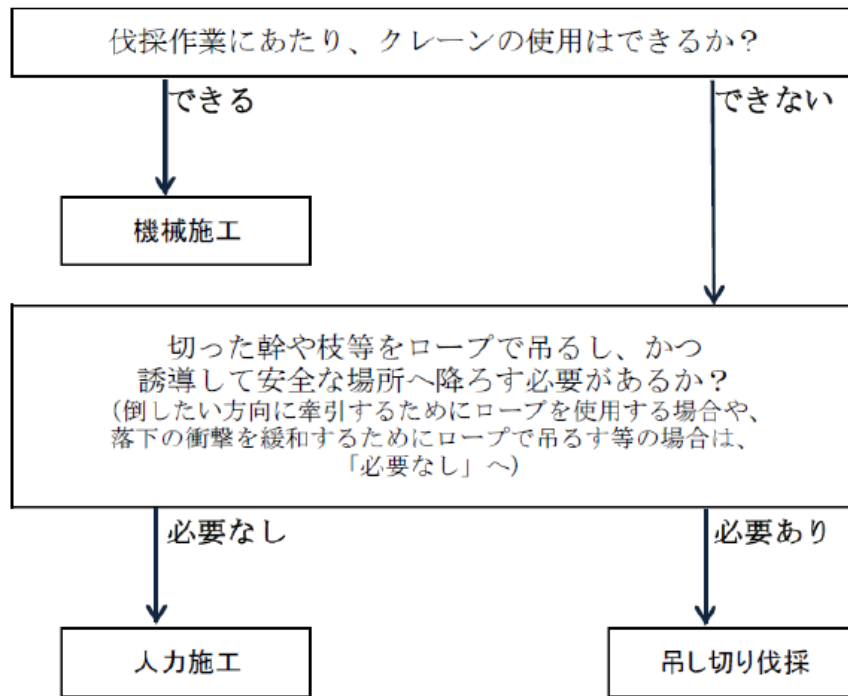 伐採作業にあたり、クレーンの使用はできるか？
できる
できない
機械施工
切った幹や枝等をロープで吊るし、かつ
誘導して安全な場所へ降ろす必要があるか？
（倒したい方向に牽引するためにロープを使用する場合や、
落下の衝撃を緩和するためにロープで吊るす等の場合は、
「必要なし」へ）
必要なし
必要あり
人力施工
吊し切り伐採